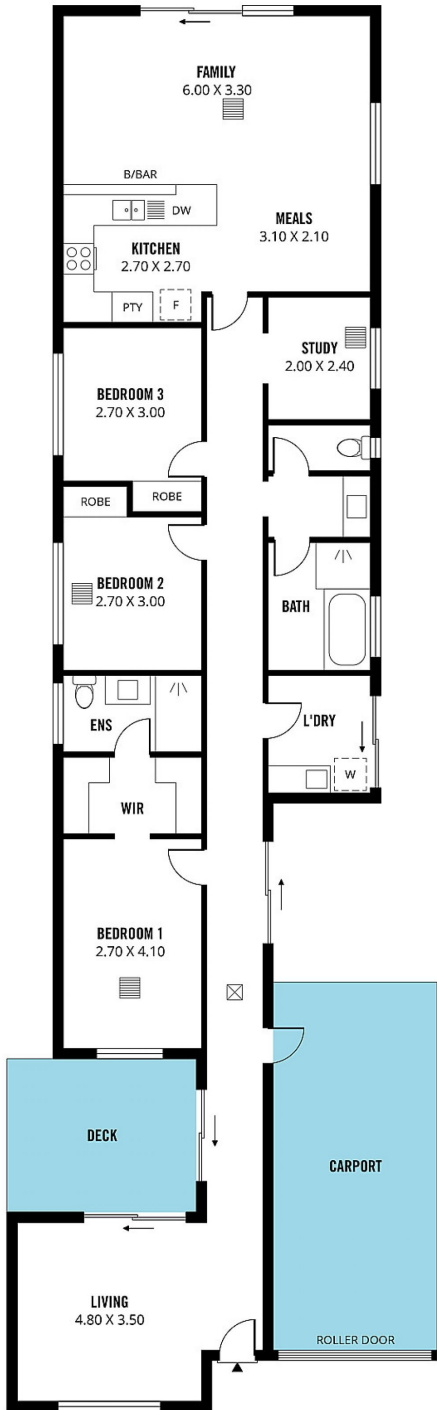 FAMILY
6.00 X 3.30
B/BAR
DW
MEALS
3.10 X 2.10
KITCHEN
2.70 X 2.70
PTY
F
STUDY
2.00 X 2.40
BEDROOM 3
2.70 X 3.00
ROBE
ROBE
BEDROOM 2
2.70 X 3.00
BATH
ENS
L'DRY
W
WIR
BEDROOM 1
2.70 X 4.10
DECK
CARPORT
LIVING
4.80 X 3.50
ROLLER DOOR